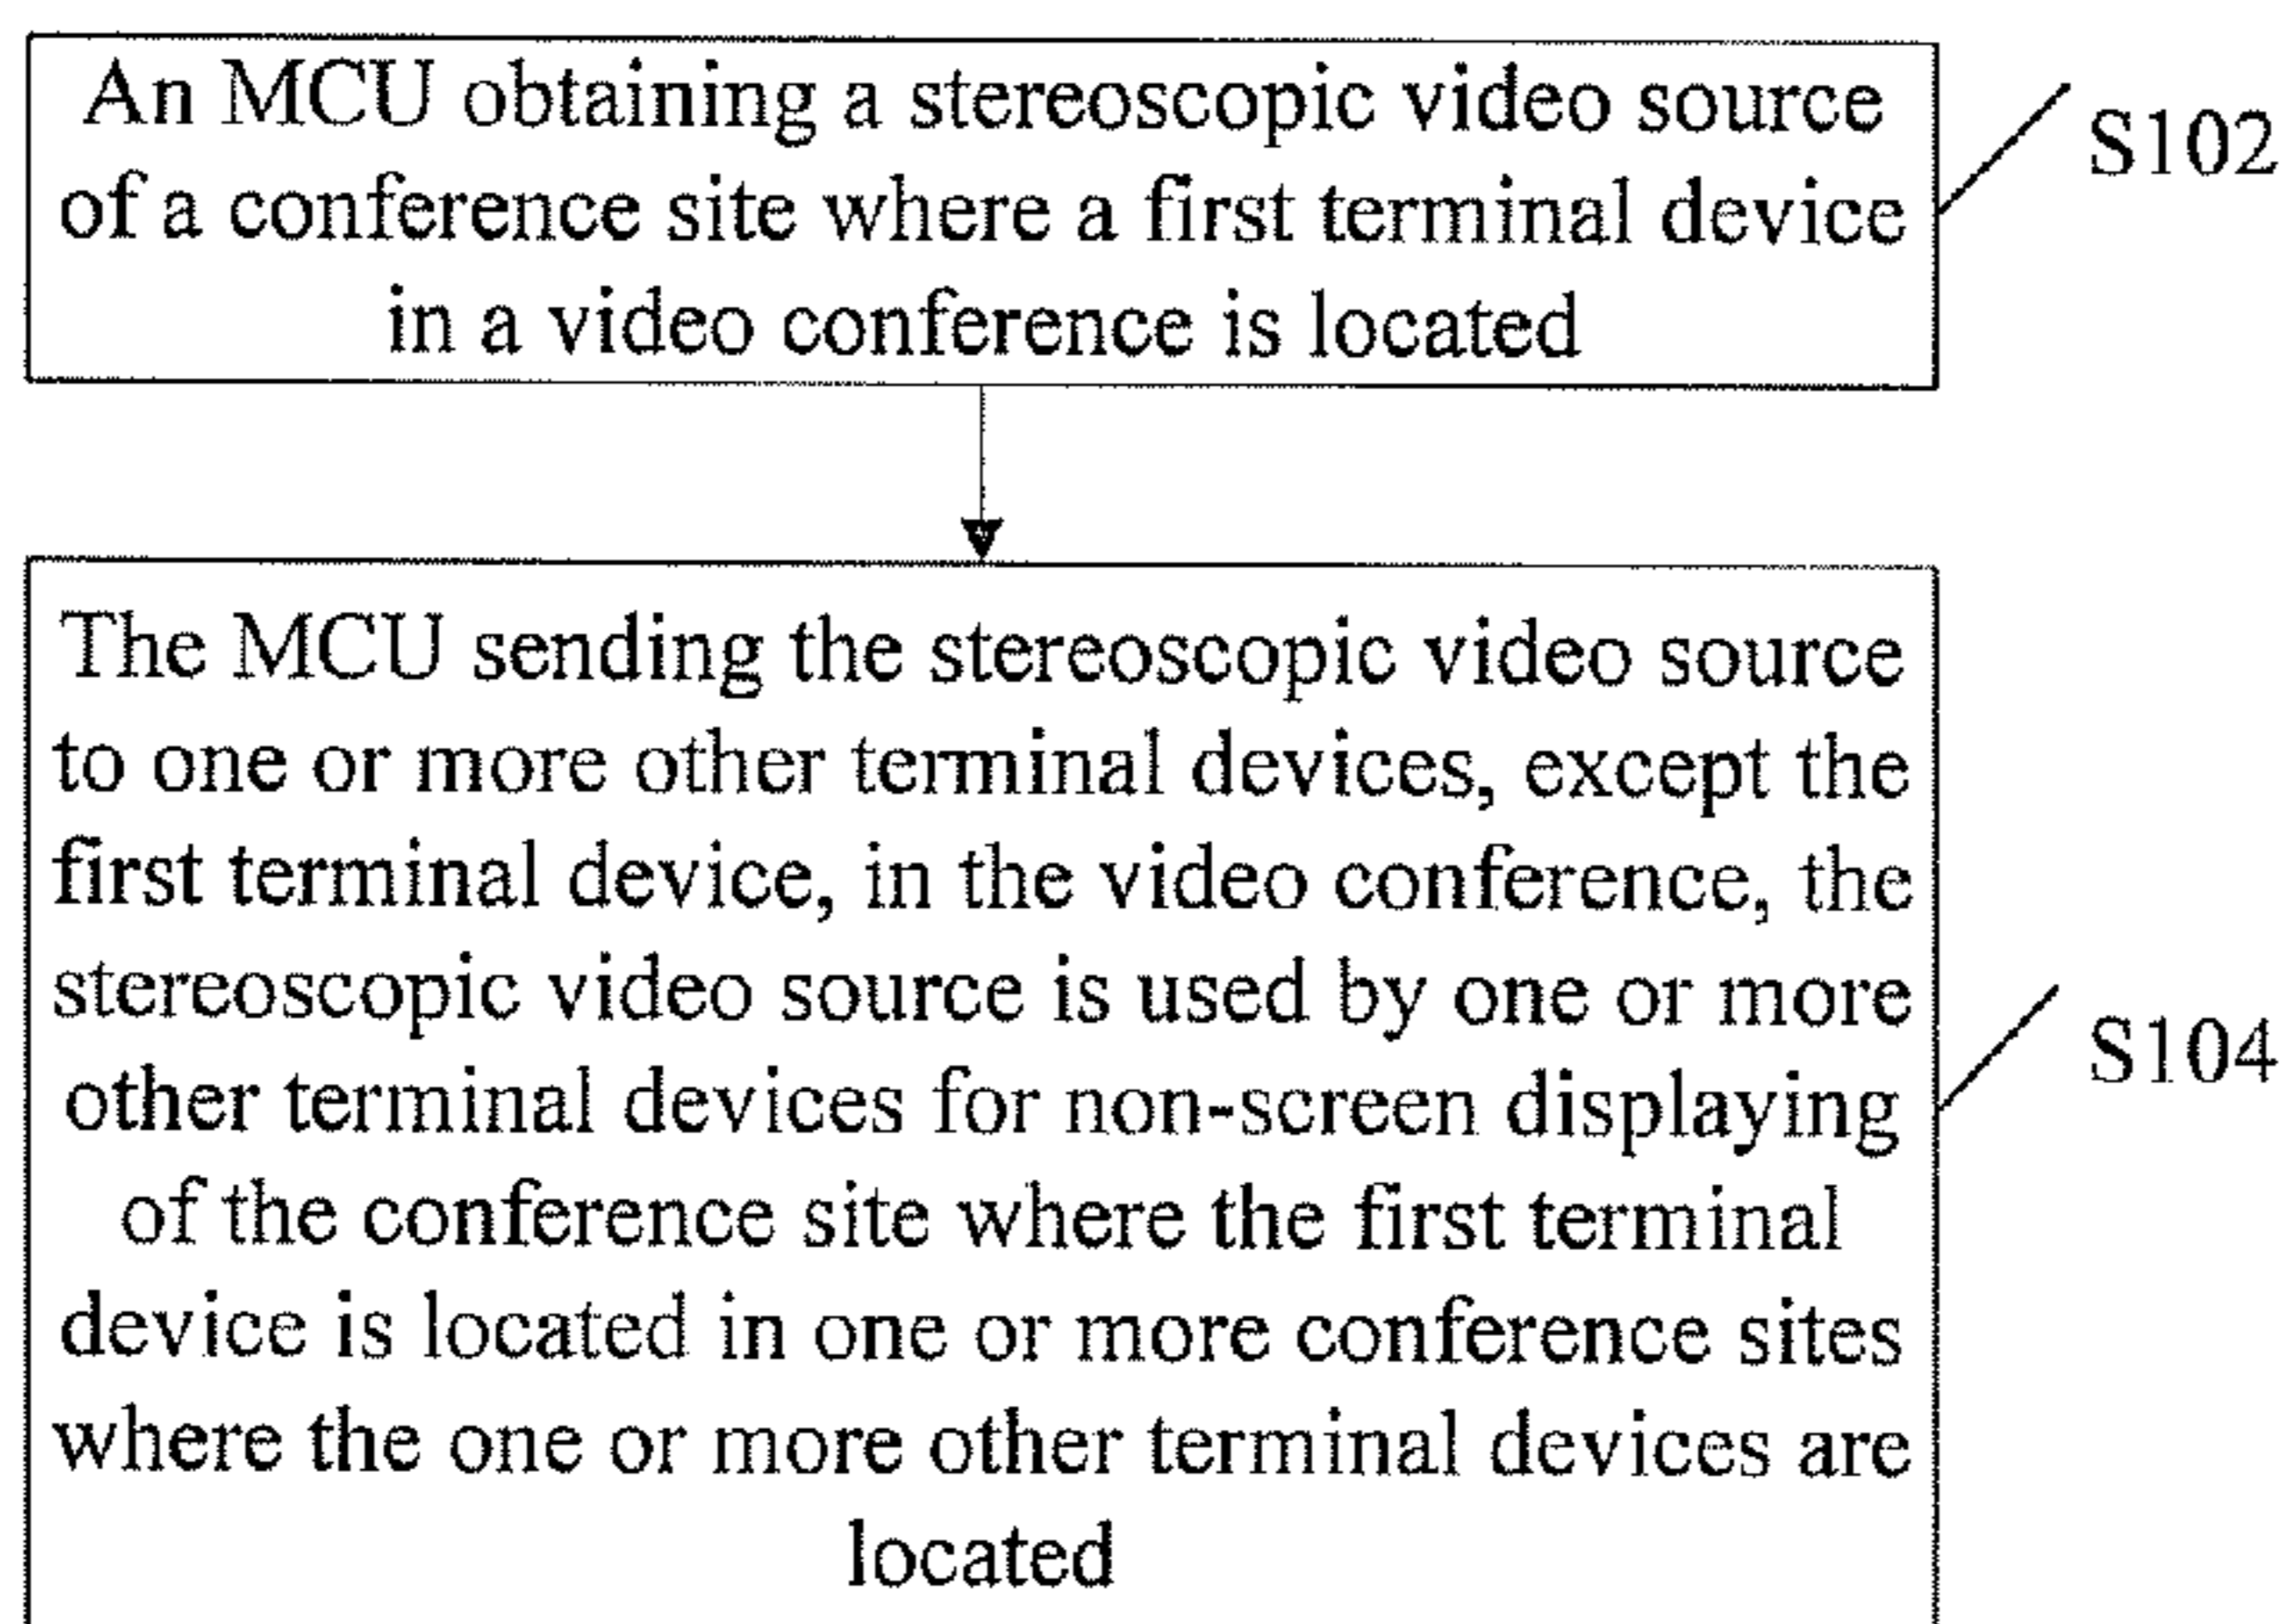 An MCU obtaining a stereoscopic video source
of a conference site where a first terminal device
in a video conference is located
S102
The MCU sending the stereoscopic video source
to one or more other terminal devices, except the
first terminal device, in the video conference, the
stereoscopic video source is used by one or more
other terminal devices for non-screen displaying
of the conference site where the first terminal
device is located in one or more conference sites
where the one or more other terminal devices are
located
S104